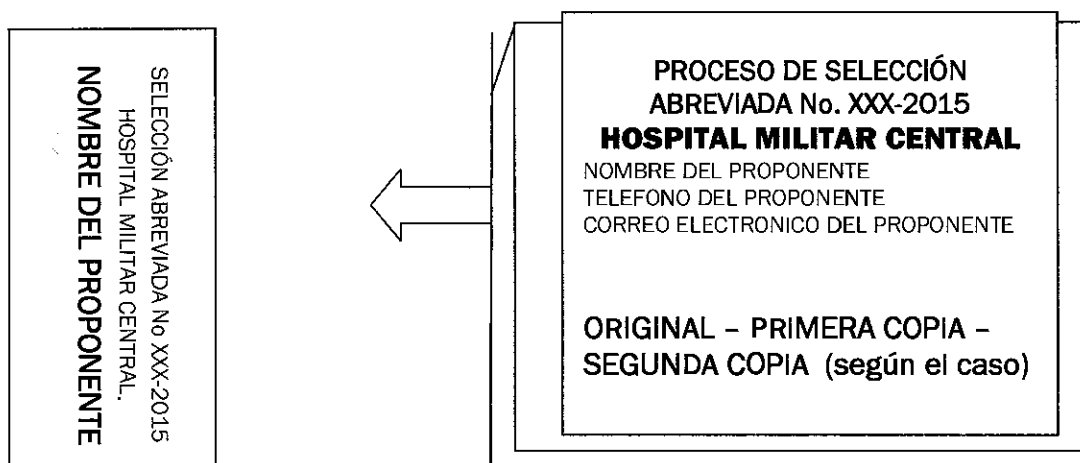 SELECCIÓN ABREVIADA No XXX-2015
HOSPITAL MILITAR CENTRAL.
NOMBRE DEL PROPONENTE
PROCESO DE SELECCIÓN
ABREVIADA No. XXX-2015
HOSPITAL MILITAR CENTRAL
NOMBRE DEL PROPONENTE
TELEFONO DEL PROPONENTE
CORREO ELECTRONICO DEL PROPONENTE
ORIGINAL – PRIMERA COPIA –
SEGUNDA COPIA (según el caso)